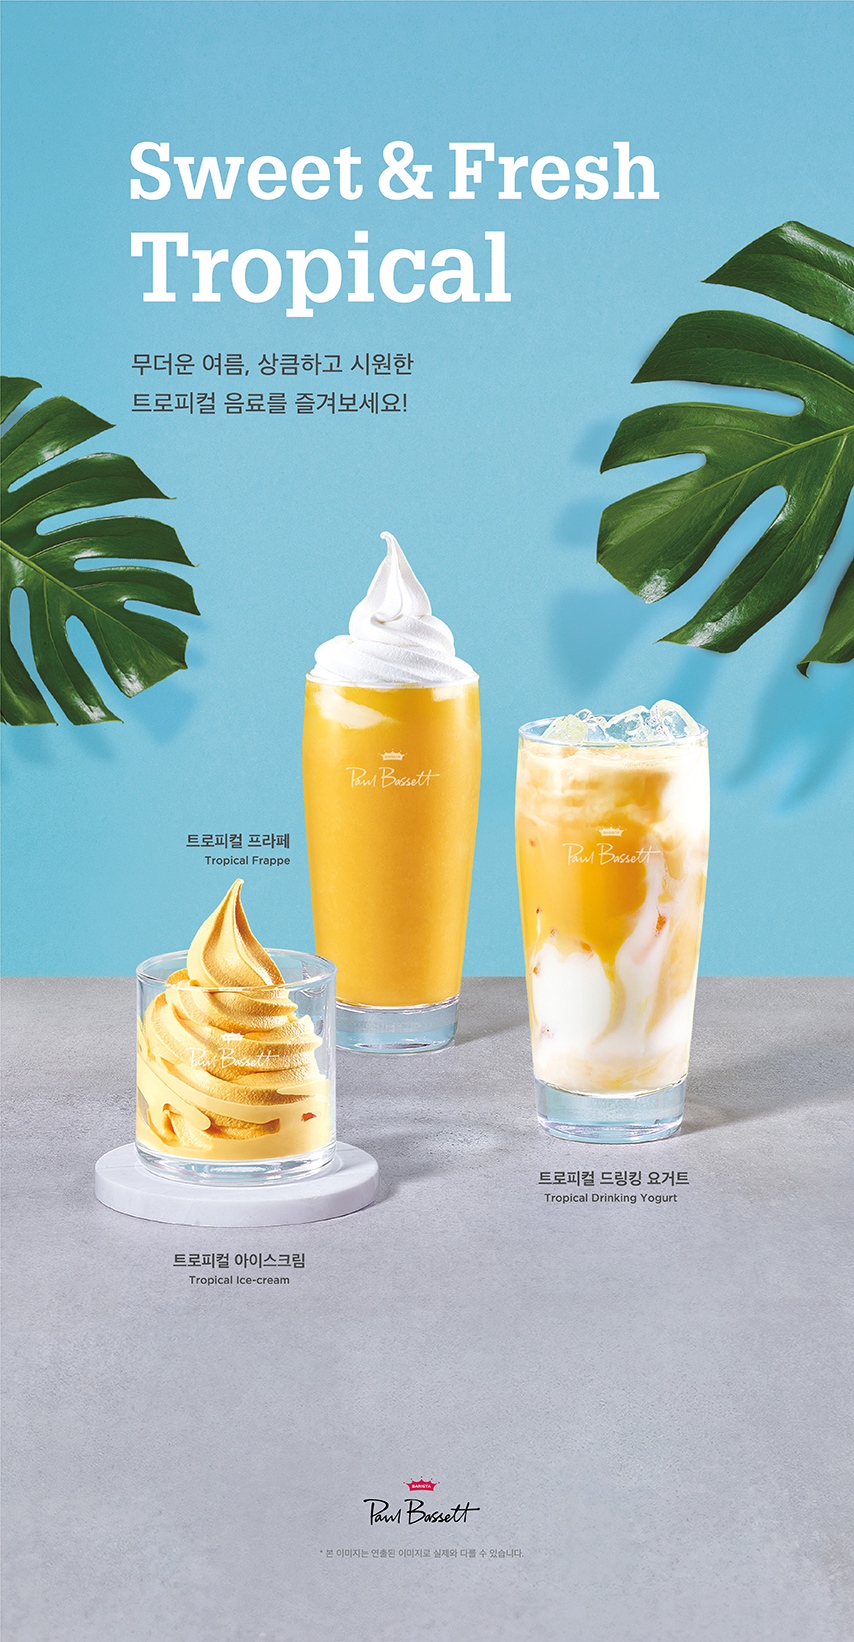 Sweet & Fresh
Tropical
무더운 여름, 상큼하고 시원한
트로피컬 음료를 즐겨보세요!
Paul Bassett
Paul Bassett
트로피컬 프라페
Tropical Frappe
Paul Bassett
트로피컬 드링킹 요거트
Tropical Drinking Yogurt
트로피컬 아이스크림
Tropical Ice-cream
BARISTA
Paul Bassett
* 본 이미지는 연출된 이미지로 실제와 다를 수 있습니다.